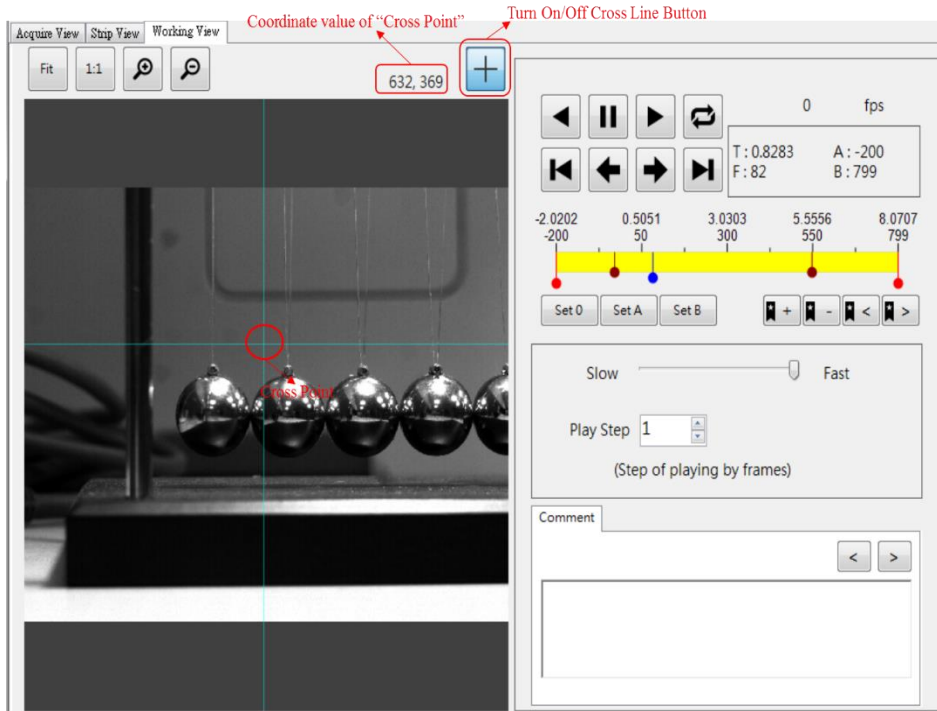 Coordinate value of “Cross Point”
Turn On/Off Cross Line Button
Acquire View Strip View Working View
Fit 1:1 632, 369
0 fps
T : 0.8283 A : -200
F : 82 B : 799
-2.0202 0.5051 3.0303 5.5556 8.0707
-200 50 300 550 799
Set 0 Set A Set B + - < >
Slow Fast
Cross Point
Play Step 1
(Step of playing by frames)
Comment
< >